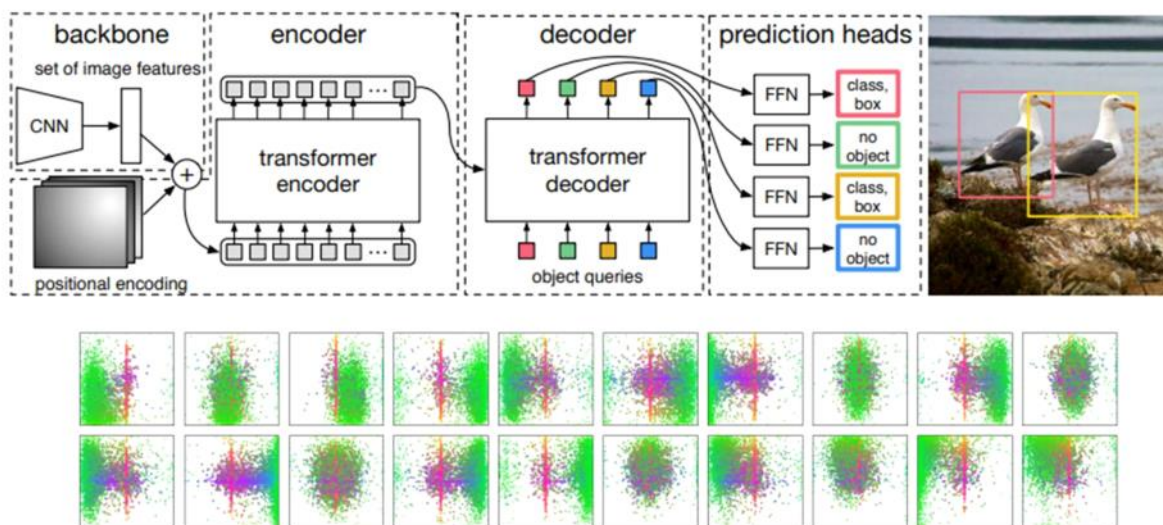 backbone
set of image features
CNN
+
positional encoding
encoder
...
transformer
encoder
...
decoder
transformer
decoder
object queries
prediction heads
FFN
class,
box
FFN
no
object
FFN
class,
box
FFN
no
object